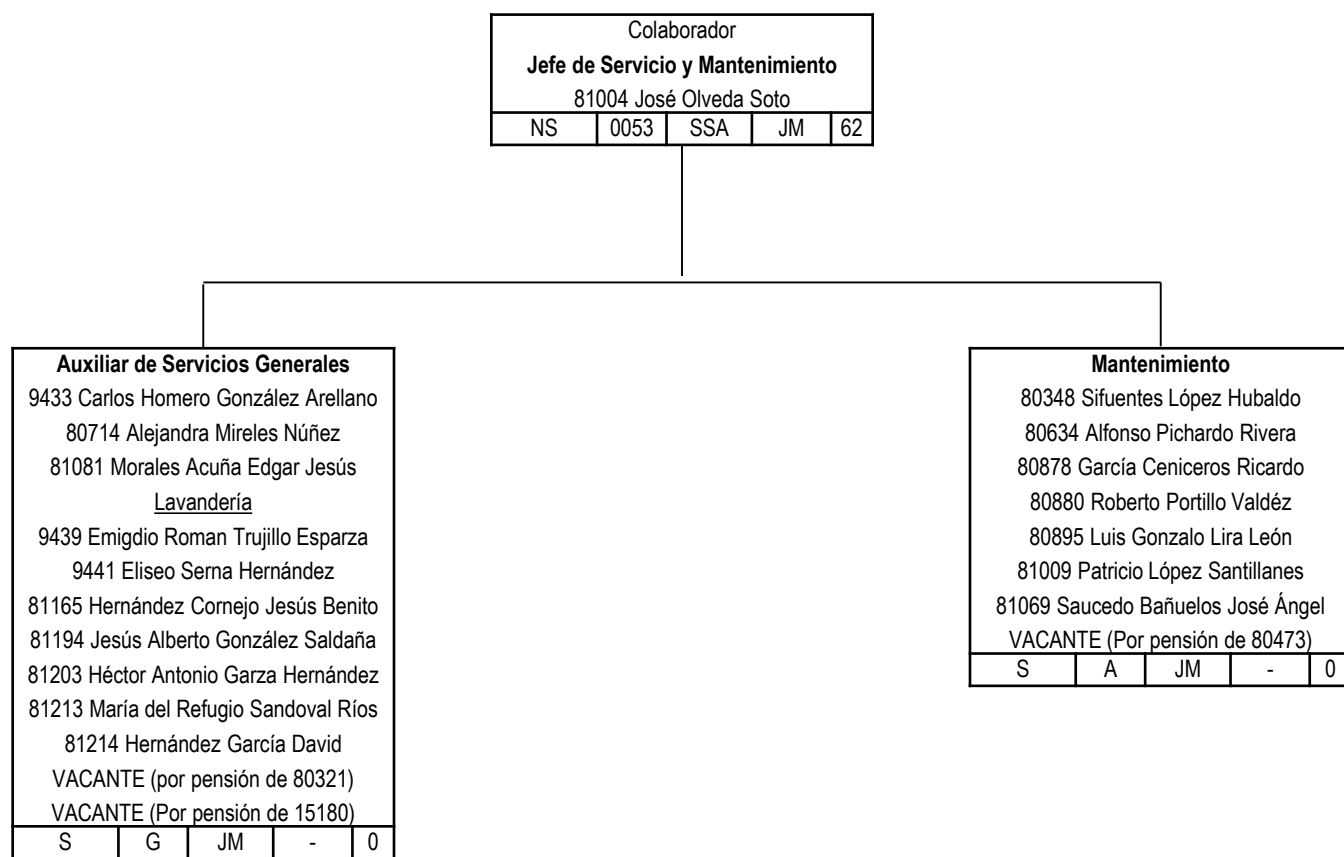 Colaborador
Jefe de Servicio y Mantenimiento
81004 José Olveda Soto
NS 0053 SSA JM 62
Auxiliar de Servicios Generales
9433 Carlos Homero González Arellano
80714 Alejandra Mireles Núñez
81081 Morales Acuña Edgar Jesús
Lavandería
9439 Emigdio Roman Trujillo Esparza
9441 Eliseo Serna Hernández
81165 Hernández Cornejo Jesús Benito
81194 Jesús Alberto González Saldaña
81203 Héctor Antonio Garza Hernández
81213 María del Refugio Sandoval Ríos
81214 Hernández García David
VACANTE (por pensión de 80321)
VACANTE (Por pensión de 15180)
S G JM - 0
Mantenimiento
80348 Sifuentes López Hubaldo
80634 Alfonso Pichardo Rivera
80878 García Ceniceros Ricardo
80880 Roberto Portillo Valdéz
80895 Luis Gonzalo Lira León
81009 Patricio López Santillanes
81069 Saucedo Bañuelos José Ángel
VACANTE (Por pensión de 80473)
S A JM - 0